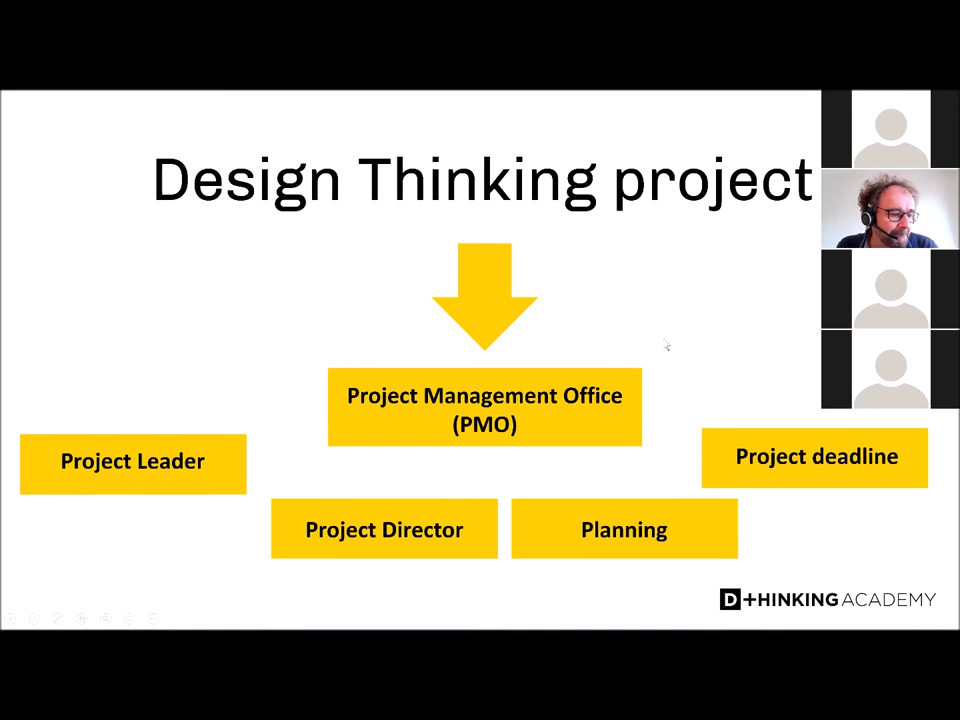 Design Thinking project
Project Management Office
(PMO)
Project Leader
Project deadline
Project Director
Planning
D+HINKING ACADEMY